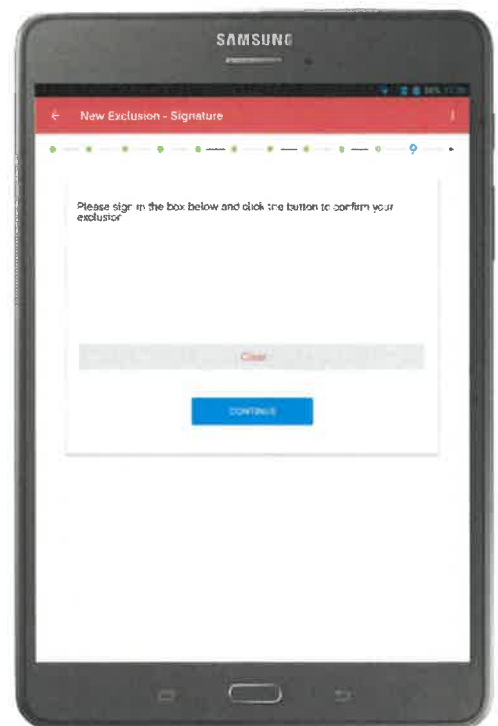 SAMSUNG
New Exclusion - Signature
Please sign in the box below and click the button to confirm your
exclusion
Clear
CONTINUE